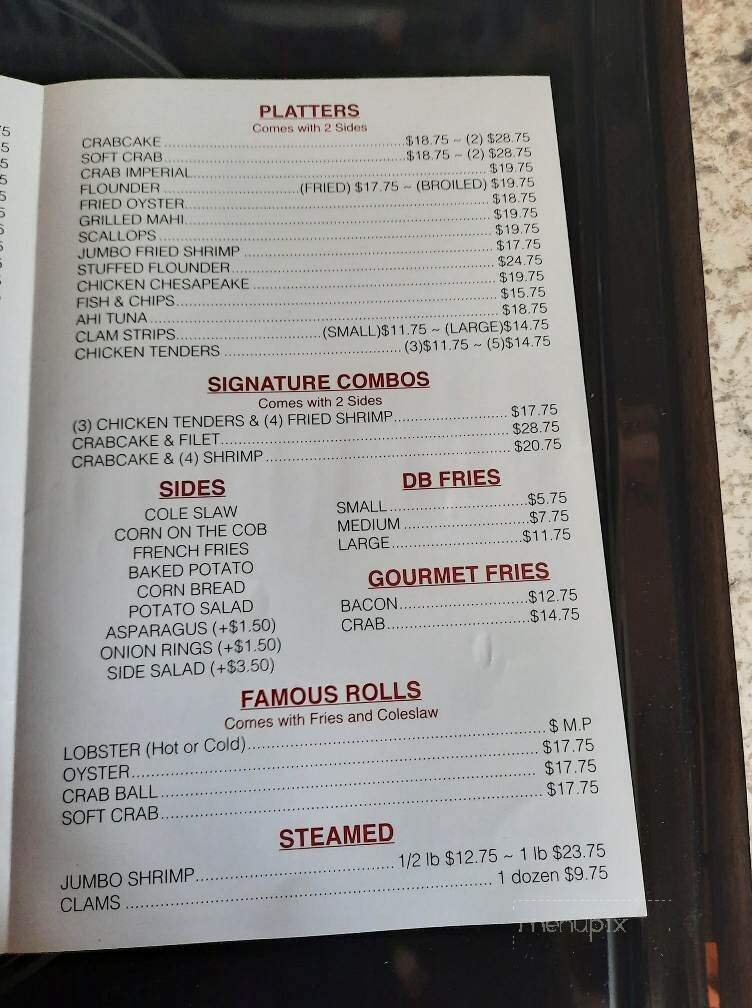 PLATTERS
Comes with 2 Sides
CRABCAKE $18.75 ~ (2) $28.75
SOFT CRAB $18.75 ~ (2) $28.75
CRAB IMPERIAL $19.75
FLOUNDER (FRIED) $17.75 ~ (BROILED) $19.75
FRIED OYSTER $18.75
GRILLED MAHI $19.75
SCALLOPS $19.75
JUMBO FRIED SHRIMP $17.75
STUFFED FLOUNDER $24.75
CHICKEN CHESAPEAKE $19.75
FISH & CHIPS $15.75
AHI TUNA $18.75
CLAM STRIPS (SMALL)$11.75 ~ (LARGE)$14.75
CHICKEN TENDERS (3)$11.75 ~ (5)$14.75
SIGNATURE COMBOS
Comes with 2 Sides
(3) CHICKEN TENDERS & (4) FRIED SHRIMP $17.75
CRABCAKE & FILET $28.75
CRABCAKE & (4) SHRIMP $20.75
SIDES
COLE SLAW
CORN ON THE COB
FRENCH FRIES
BAKED POTATO
CORN BREAD
POTATO SALAD
ASPARAGUS (+$1.50)
ONION RINGS (+$1.50)
SIDE SALAD (+$3.50)
DB FRIES
SMALL $5.75
MEDIUM $7.75
LARGE $11.75
GOURMET FRIES
BACON $12.75
CRAB $14.75
FAMOUS ROLLS
Comes with Fries and Coleslaw
LOBSTER (Hot or Cold) $ M.P
OYSTER $17.75
CRAB BALL $17.75
SOFT CRAB $17.75
STEAMED
JUMBO SHRIMP 1/2 lb $12.75 ~ 1 lb $23.75
CLAMS 1 dozen $9.75
menupix